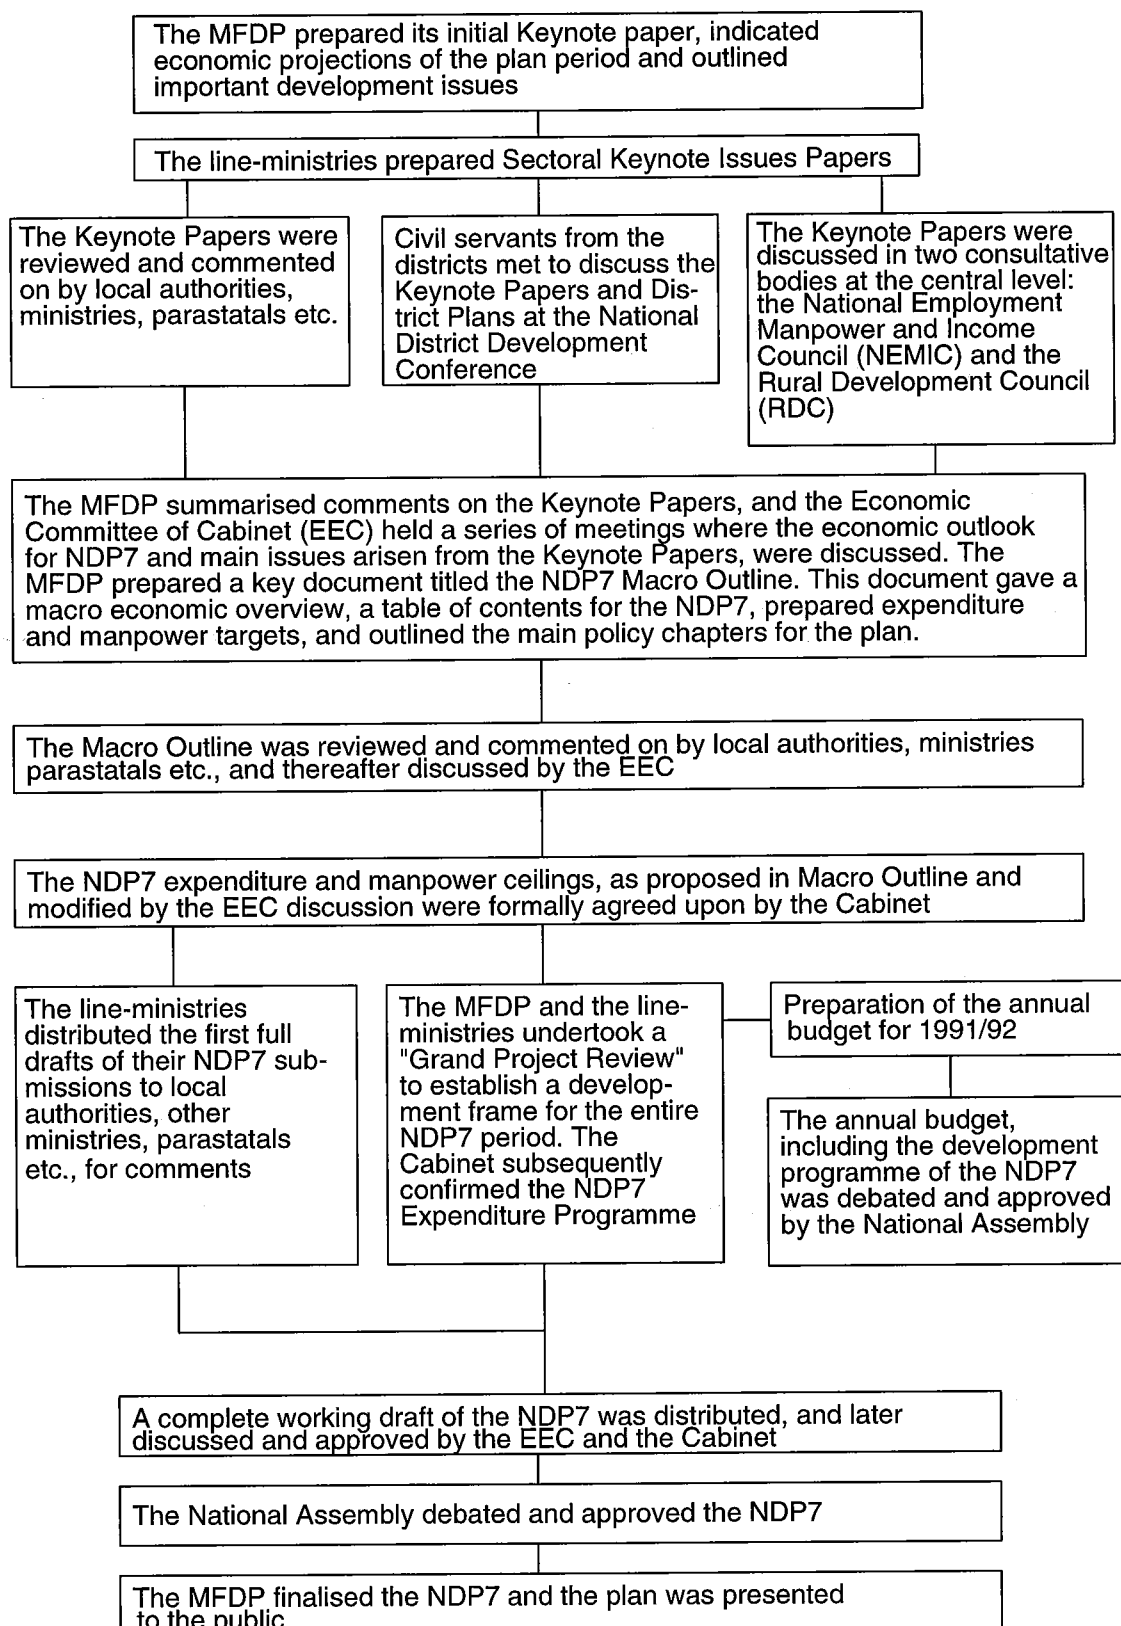 The MFDP prepared its initial Keynote paper, indicated
economic projections of the plan period and outlined
important development issues
The line-ministries prepared Sectoral Keynote Issues Papers
The Keynote Papers were
reviewed and commented
on by local authorities,
ministries, parastatals etc.
Civil servants from the
districts met to discuss the
Keynote Papers and Dis-
trict Plans at the National
District Development
Conference
The Keynote Papers were
discussed in two consultative
bodies at the central level:
the National Employment
Manpower and Income
Council (NEMIC) and the
Rural Development Council
(RDC)
The MFDP summarised comments on the Keynote Papers, and the Economic
Committee of Cabinet (EEC) held a series of meetings where the economic outlook
for NDP7 and main issues arisen from the Keynote Papers, were discussed. The
MFDP prepared a key document titled the NDP7 Macro Outline. This document gave a
macro economic overview, a table of contents for the NDP7, prepared expenditure
and manpower targets, and outlined the main policy chapters for the plan.
The Macro Outline was reviewed and commented on by local authorities, ministries
parastatals etc., and thereafter discussed by the EEC
The NDP7 expenditure and manpower ceilings, as proposed in Macro Outline and
modified by the EEC discussion were formally agreed upon by the Cabinet
The line-ministries
distributed the first full
drafts of their NDP7 sub-
missions to local
authorities, other
ministries, parastatals
etc., for comments
The MFDP and the line-
ministries undertook a
"Grand Project Review"
to establish a develop-
ment frame for the entire
NDP7 period. The
Cabinet subsequently
confirmed the NDP7
Expenditure Programme
Preparation of the annual
budget for 1991/92
The annual budget,
including the development
programme of the NDP7
was debated and approved
by the National Assembly
A complete working draft of the NDP7 was distributed, and later
discussed and approved by the EEC and the Cabinet
The National Assembly debated and approved the NDP7
The MFDP finalised the NDP7 and the plan was presented
to the public